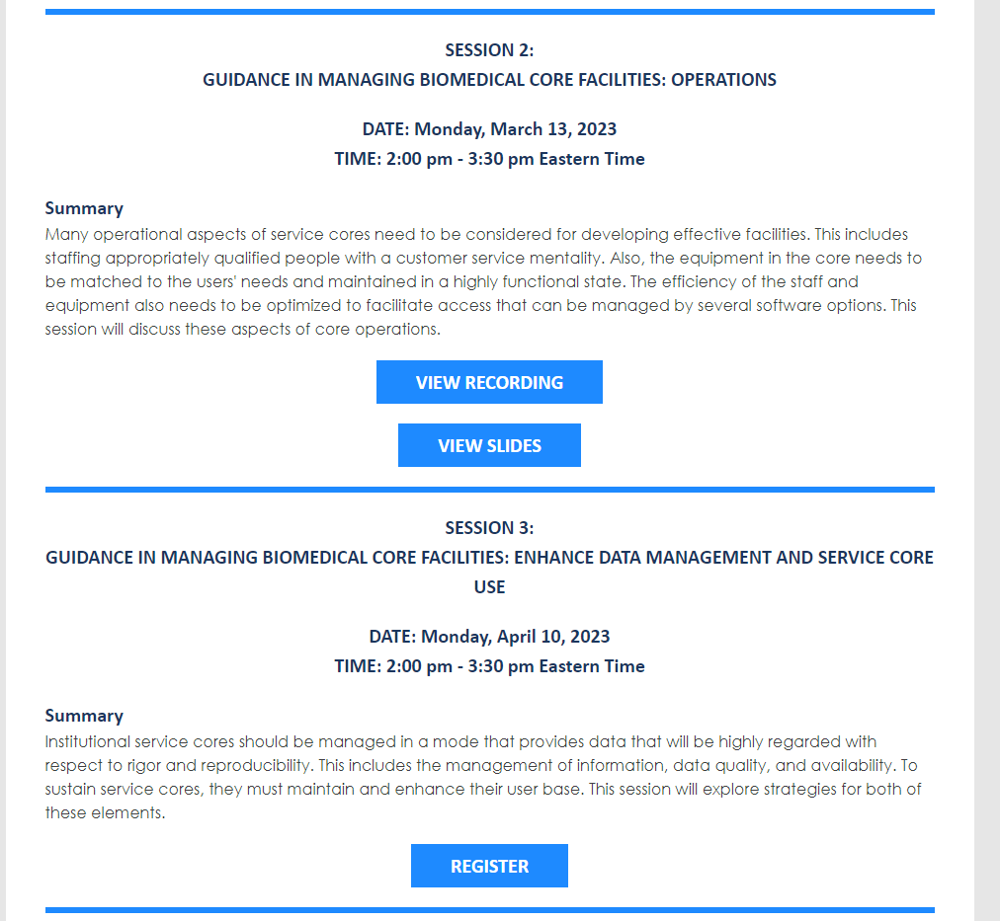 SESSION 2:
GUIDANCE IN MANAGING BIOMEDICAL CORE FACILITIES: OPERATIONS
DATE: Monday, March 13, 2023
TIME: 2:00 pm - 3:30 pm Eastern Time
Summary
Many operational aspects of service cores need to be considered for developing effective facilities. This includes
staffing appropriately qualified people with a customer service mentality. Also, the equipment in the core needs to
be matched to the users' needs and maintained in a highly functional state. The efficiency of the staff and
equipment also needs to be optimized to facilitate access that can be managed by several software options. This
session will discuss these aspects of core operations.
VIEW RECORDING
VIEW SLIDES
SESSION 3:
GUIDANCE IN MANAGING BIOMEDICAL CORE FACILITIES: ENHANCE DATA MANAGEMENT AND SERVICE CORE
USE
DATE: Monday, April 10, 2023
TIME: 2:00 pm - 3:30 pm Eastern Time
Summary
Institutional service cores should be managed in a mode that provides data that will be highly regarded with
respect to rigor and reproducibility. This includes the management of information, data quality, and availability. To
sustain service cores, they must maintain and enhance their user base. This session will explore strategies for both of
these elements.
REGISTER